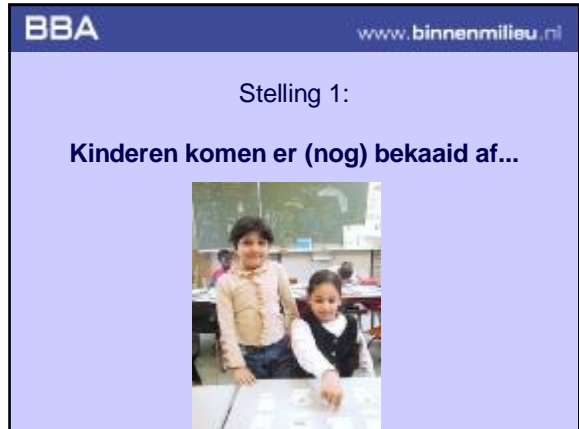 BBA
www.binnenmilieu.nl
Stelling 1:
Kinderen komen er (nog) bekaaid af...